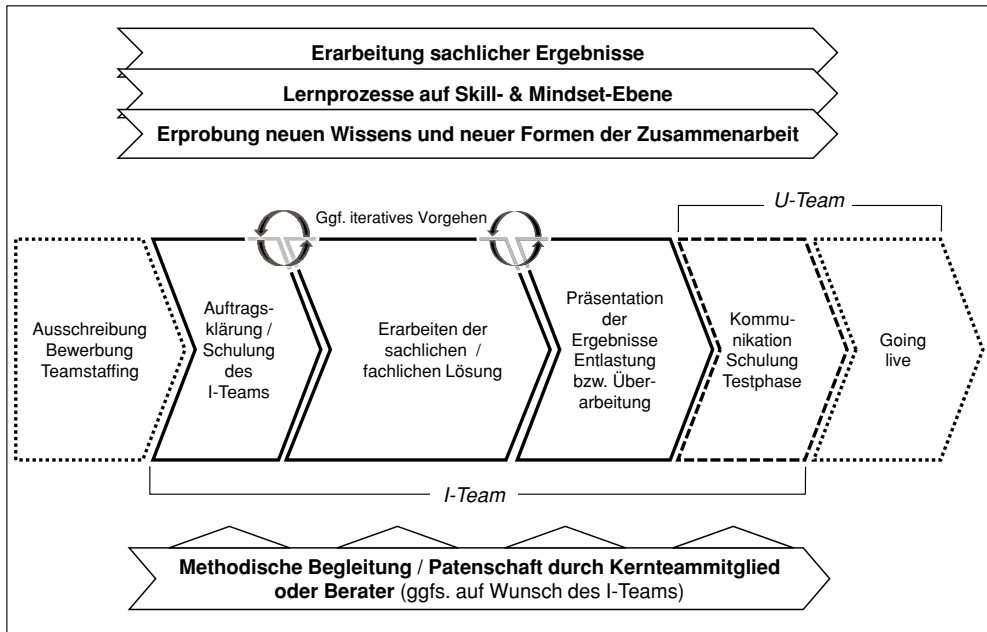 Erarbeitung sachlicher Ergebnisse
Lernprozesse auf Skill- & Mindset-Ebene
Erprobung neuen Wissens und neuer Formen der Zusammenarbeit
U-Team
Ggf. iteratives Vorgehen
Ausschreibung
Bewerbung
Teamstaffing
Auftrags-
klärung /
Schulung
des
I-Teams
Erarbeiten der
sachlichen /
fachlichen Lösung
Präsentation
der
Ergebnisse
Entlastung
bzw. Über-
arbeitung
Kommu-
nikation
Schulung
Testphase
Going
live
I-Team
Methodische Begleitung / Patenschaft durch Kernteammitglied
oder Berater (ggfs. auf Wunsch des I-Teams)